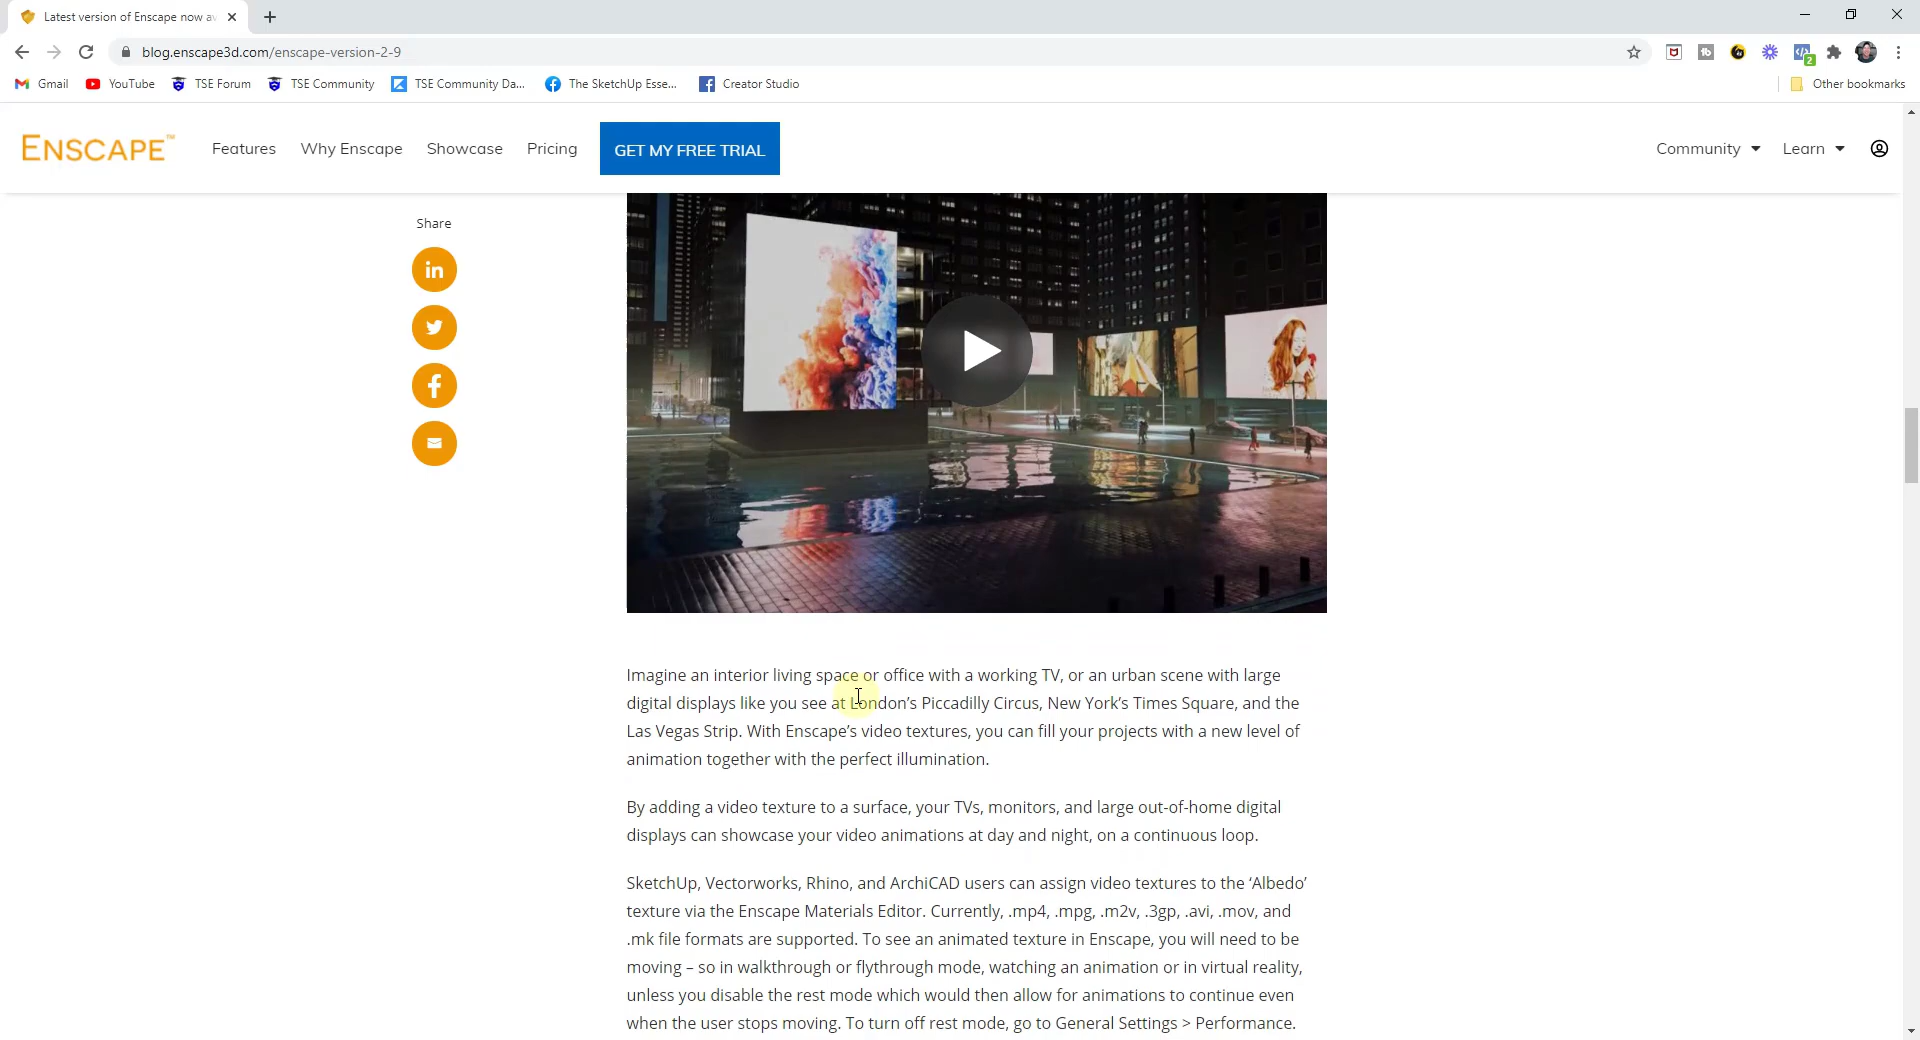 Latest version of Enscape now av
blog.enscape3d.com/enscape-version-2-9
2
Gmail
YouTube
TSE Forum
TSE Community
TSE Community Da...
The SketchUp Esse...
Creator Studio
Other bookmarks
ENSCAPE™
Features
Why Enscape
Showcase
Pricing
GET MY FREE TRIAL
Community
Learn
Share
in
Imagine an interior living space or office with a working TV, or an urban scene with large
digital displays like you see at London's Piccadilly Circus, New York's Times Square, and the
Las Vegas Strip. With Enscape's video textures, you can fill your projects with a new level of
animation together with the perfect illumination.
By adding a video texture to a surface, your TVs, monitors, and large out-of-home digital
displays can showcase your video animations at day and night, on a continuous loop.
SketchUp, Vectorworks, Rhino, and ArchiCAD users can assign video textures to the ‘Albedo’
texture via the Enscape Materials Editor. Currently, .mp4, .mpg, .m2v, .3gp, .avi, .mov, and
.mk file formats are supported. To see an animated texture in Enscape, you will need to be
moving – so in walkthrough or flythrough mode, watching an animation or in virtual reality,
unless you disable the rest mode which would then allow for animations to continue even
when the user stops moving. To turn off rest mode, go to General Settings > Performance.